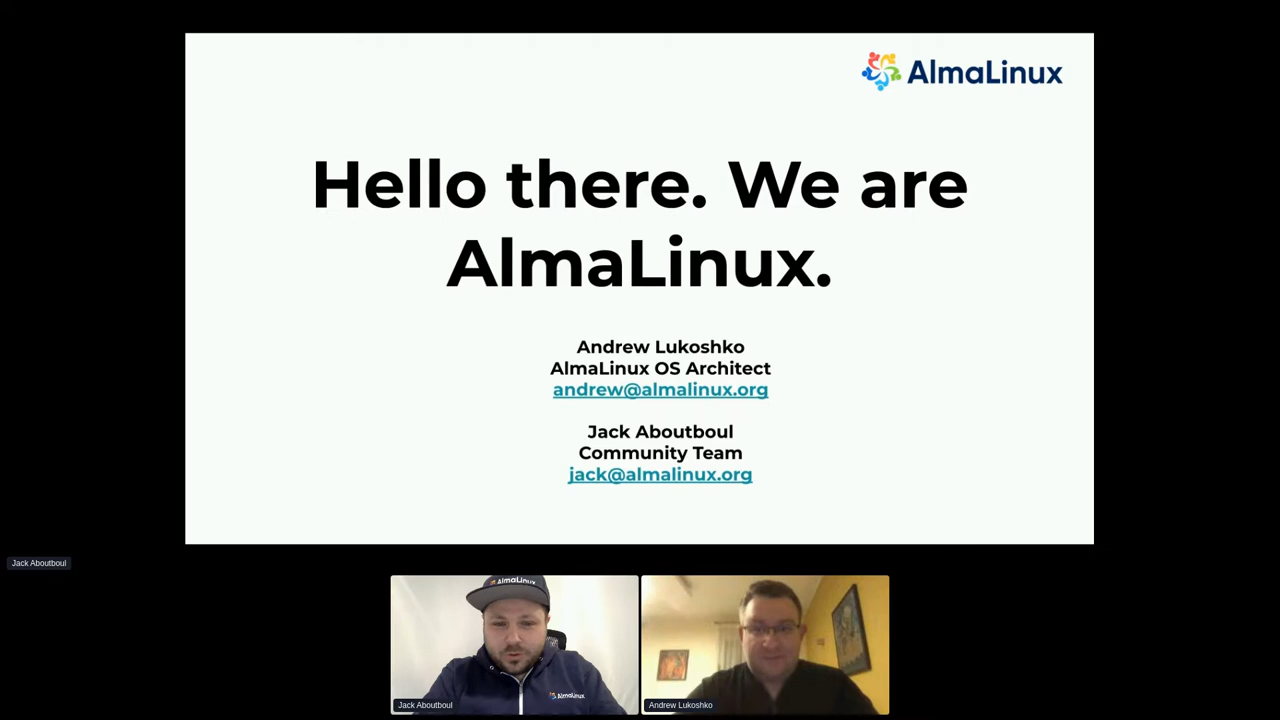 AlmaLinux
Hello there. We are
AlmaLinux.
Andrew Lukoshko
AlmaLinux OS Architect
andrew@almalinux.org
Jack Aboutboul
Community Team
jack@almalinux.org
Jack Aboutboul
AlmaLinux
AlmaLinux
Jack Aboutboul
Andrew Lukoshko